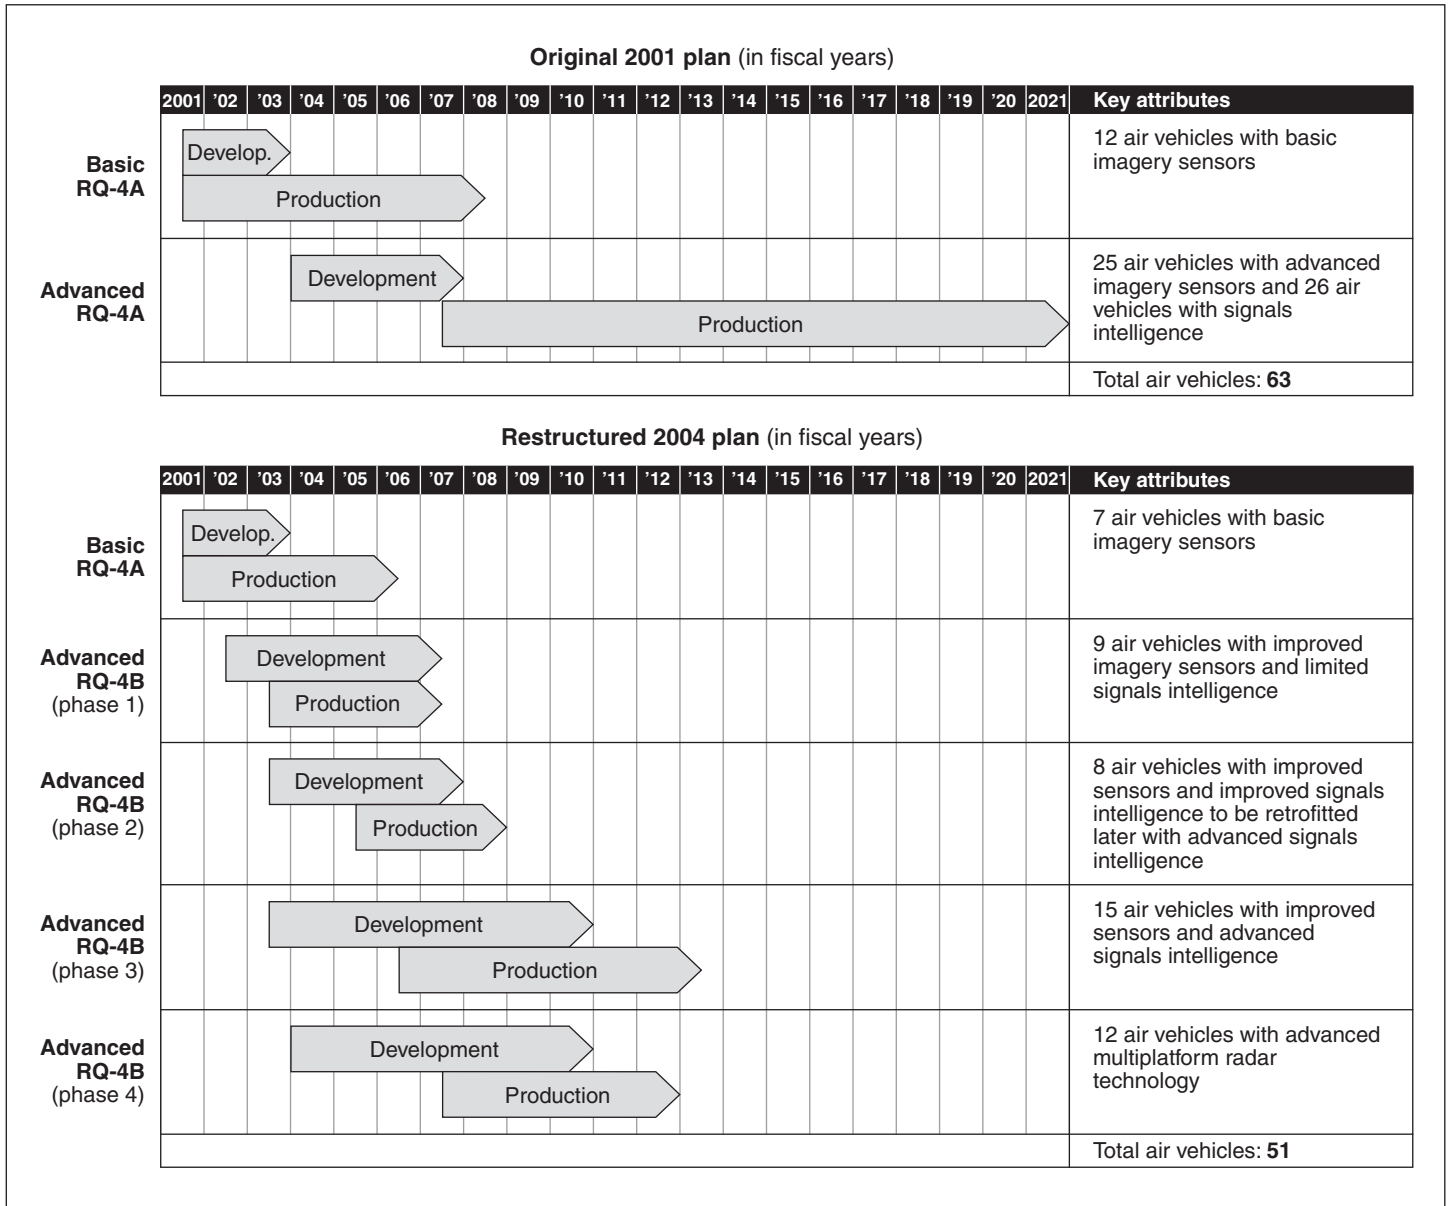 Original 2001 plan (in fiscal years)
2001 ’02 ’03 ’04 ’05 ’06 ’07 ’08 ’09 ’10 ’11 ’12 ’13 ’14 ’15 ’16 ’17 ’18 ’19 ’20 2021 Key attributes
Basic
RQ-4A
Develop.
Production
12 air vehicles with basic
imagery sensors
Advanced
RQ-4A
Development
Production
25 air vehicles with advanced
imagery sensors and 26 air
vehicles with signals
intelligence
Total air vehicles: 63
Restructured 2004 plan (in fiscal years)
2001 ’02 ’03 ’04 ’05 ’06 ’07 ’08 ’09 ’10 ’11 ’12 ’13 ’14 ’15 ’16 ’17 ’18 ’19 ’20 2021 Key attributes
Basic
RQ-4A
Develop.
Production
7 air vehicles with basic
imagery sensors
Advanced
RQ-4B
(phase 1)
Development
Production
9 air vehicles with improved
imagery sensors and limited
signals intelligence
Advanced
RQ-4B
(phase 2)
Development
Production
8 air vehicles with improved
sensors and improved signals
intelligence to be retrofitted
later with advanced signals
intelligence
Advanced
RQ-4B
(phase 3)
Development
Production
15 air vehicles with improved
sensors and advanced
signals intelligence
Advanced
RQ-4B
(phase 4)
Development
Production
12 air vehicles with advanced
multiplatform radar
technology
Total air vehicles: 51